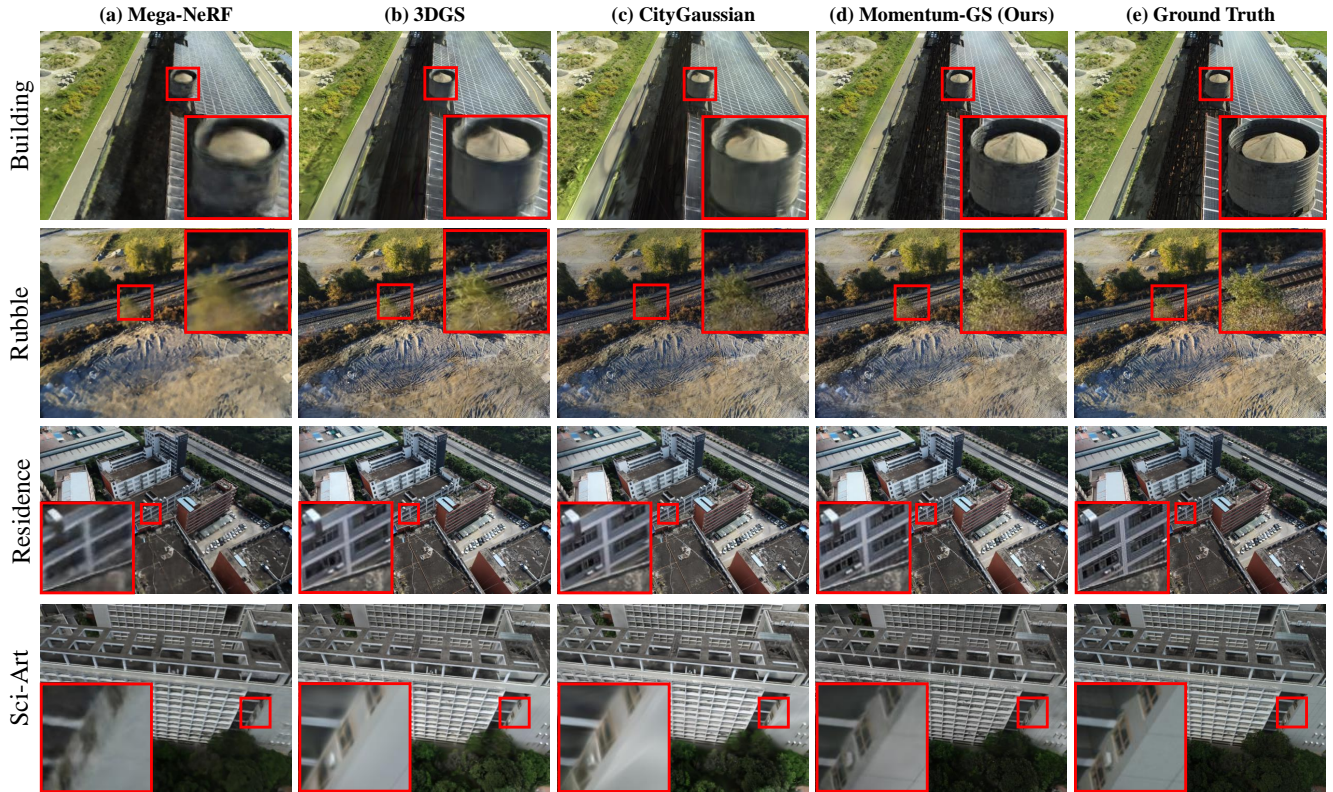 (a) Mega-NeRF (b) 3DGS (c) CityGaussian (d) Momentum-GS (Ours) (e) Ground Truth
Building
Rubble
Residence
Sci-Art